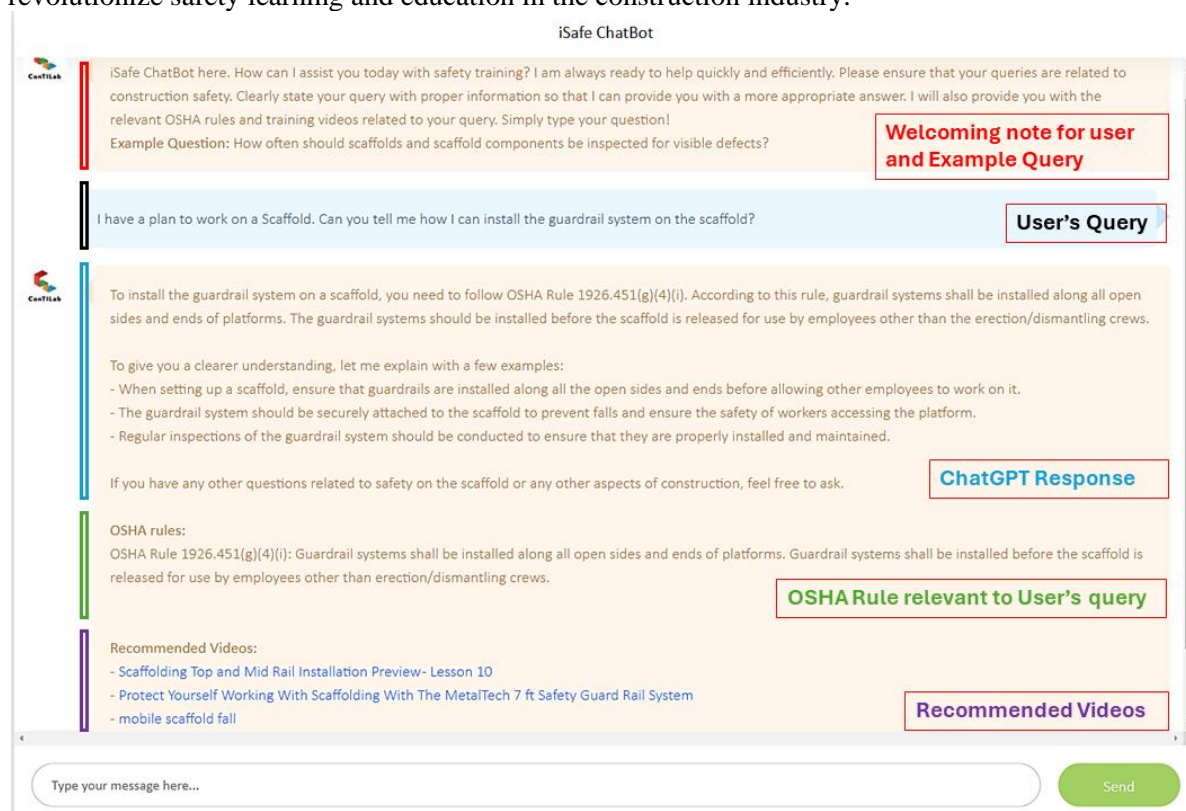 revolutionize safety learning and education in the construction industry.
iSafe ChatBot
ConTILab
iSafe ChatBot here. How can I assist you today with safety training? I am always ready to help quickly and efficiently. Please ensure that your queries are related to
construction safety. Clearly state your query with proper information so that I can provide you with a more appropriate answer. I will also provide you with the
relevant OSHA rules and training videos related to your query. Simply type your question!
Example Question: How often should scaffolds and scaffold components be inspected for visible defects?
Welcoming note for user
and Example Query
I have a plan to work on a Scaffold. Can you tell me how I can install the guardrail system on the scaffold?
User's Query
ConTILab
To install the guardrail system on a scaffold, you need to follow OSHA Rule 1926.451(g)(4)(i). According to this rule, guardrail systems shall be installed along all open
sides and ends of platforms. The guardrail systems should be installed before the scaffold is released for use by employees other than the erection/dismantling crews.
To give you a clearer understanding, let me explain with a few examples:
- When setting up a scaffold, ensure that guardrails are installed along all the open sides and ends before allowing other employees to work on it.
- The guardrail system should be securely attached to the scaffold to prevent falls and ensure the safety of workers accessing the platform.
- Regular inspections of the guardrail system should be conducted to ensure that they are properly installed and maintained.
If you have any other questions related to safety on the scaffold or any other aspects of construction, feel free to ask.
ChatGPT Response
OSHA rules:
OSHA Rule 1926.451(g)(4)(i): Guardrail systems shall be installed along all open sides and ends of platforms. Guardrail systems shall be installed before the scaffold is
released for use by employees other than erection/dismantling crews.
OSHA Rule relevant to User's query
Recommended Videos:
- Scaffolding Top and Mid Rail Installation Preview- Lesson 10
- Protect Yourself Working With Scaffolding With The MetalTech 7 ft Safety Guard Rail System
- mobile scaffold fall
Recommended Videos
Type your message here...
Send